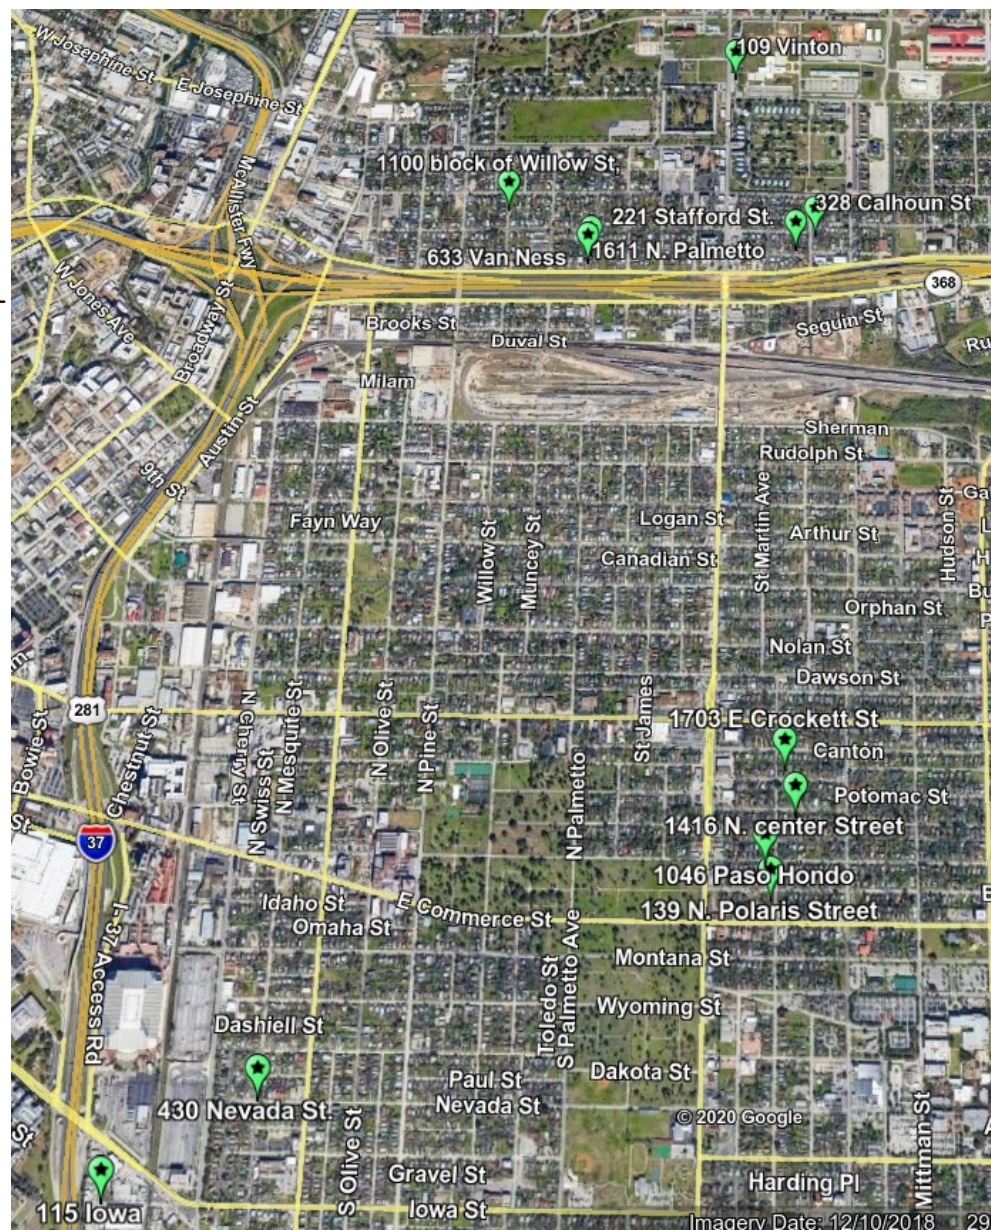 W Josephine St
E Josephine St
109 Vinton
McAllister Fwy
1100 block of Willow St,
328 Calhoun St
221 Stafford St.
633 Van Ness
1611 N. Palmetto
368
W Jones Ave
Broadway St
Brooks St
Duval St
Seguin St
Ru
Milam
Austin St
9th St
Sherman
Rudolph St
Ga
Fayn Way
Willow St
Muncey St
Logan St
Canadian St
St Martin Ave
Arthur St
Hudson St
L
H
Bu
P
Orphan St
Nolan St
Dawson St
m.
281
Bowie St
Chestnut St
N Cherry St
N Swiss St
N Mesquite St
N Olive St
N Pine St
St James
1703 E Crockett St
Canton
N Palmetto
Potomac St
St
37
1416 N. center Street
1046 Paso Hondo
139 N. Polaris Street
E
Idaho St
Omaha St
E Commerce St
I-37 Access Rd
Montana St
Toledo St
S Palmetto Ave
Wyoming St
Dashiell St
Dakota St
Paul St
Nevada St
430 Nevada St.
© 2020 Google
St
S Olive St
Gravel St
Harding Pl
Mittman St
A
115 Iowa
Iowa St
Imagery Date: 12/10/2018 29